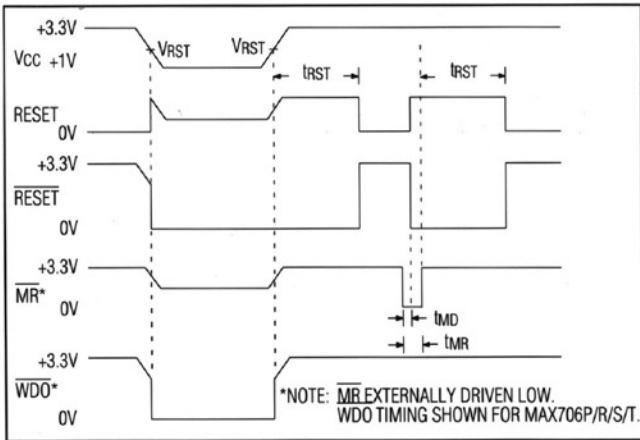 +3.3V
VRST VRST
VCC +1V
tRST tRST
RESET
0V
+3.3V
RESET
0V
+3.3V
MR*
0V
tMD
tMR
+3.3V
WDO*
*NOTE: MR EXTERNALLY DRIVEN LOW.
0V
WDO TIMING SHOWN FOR MAX706P/R/S/T.